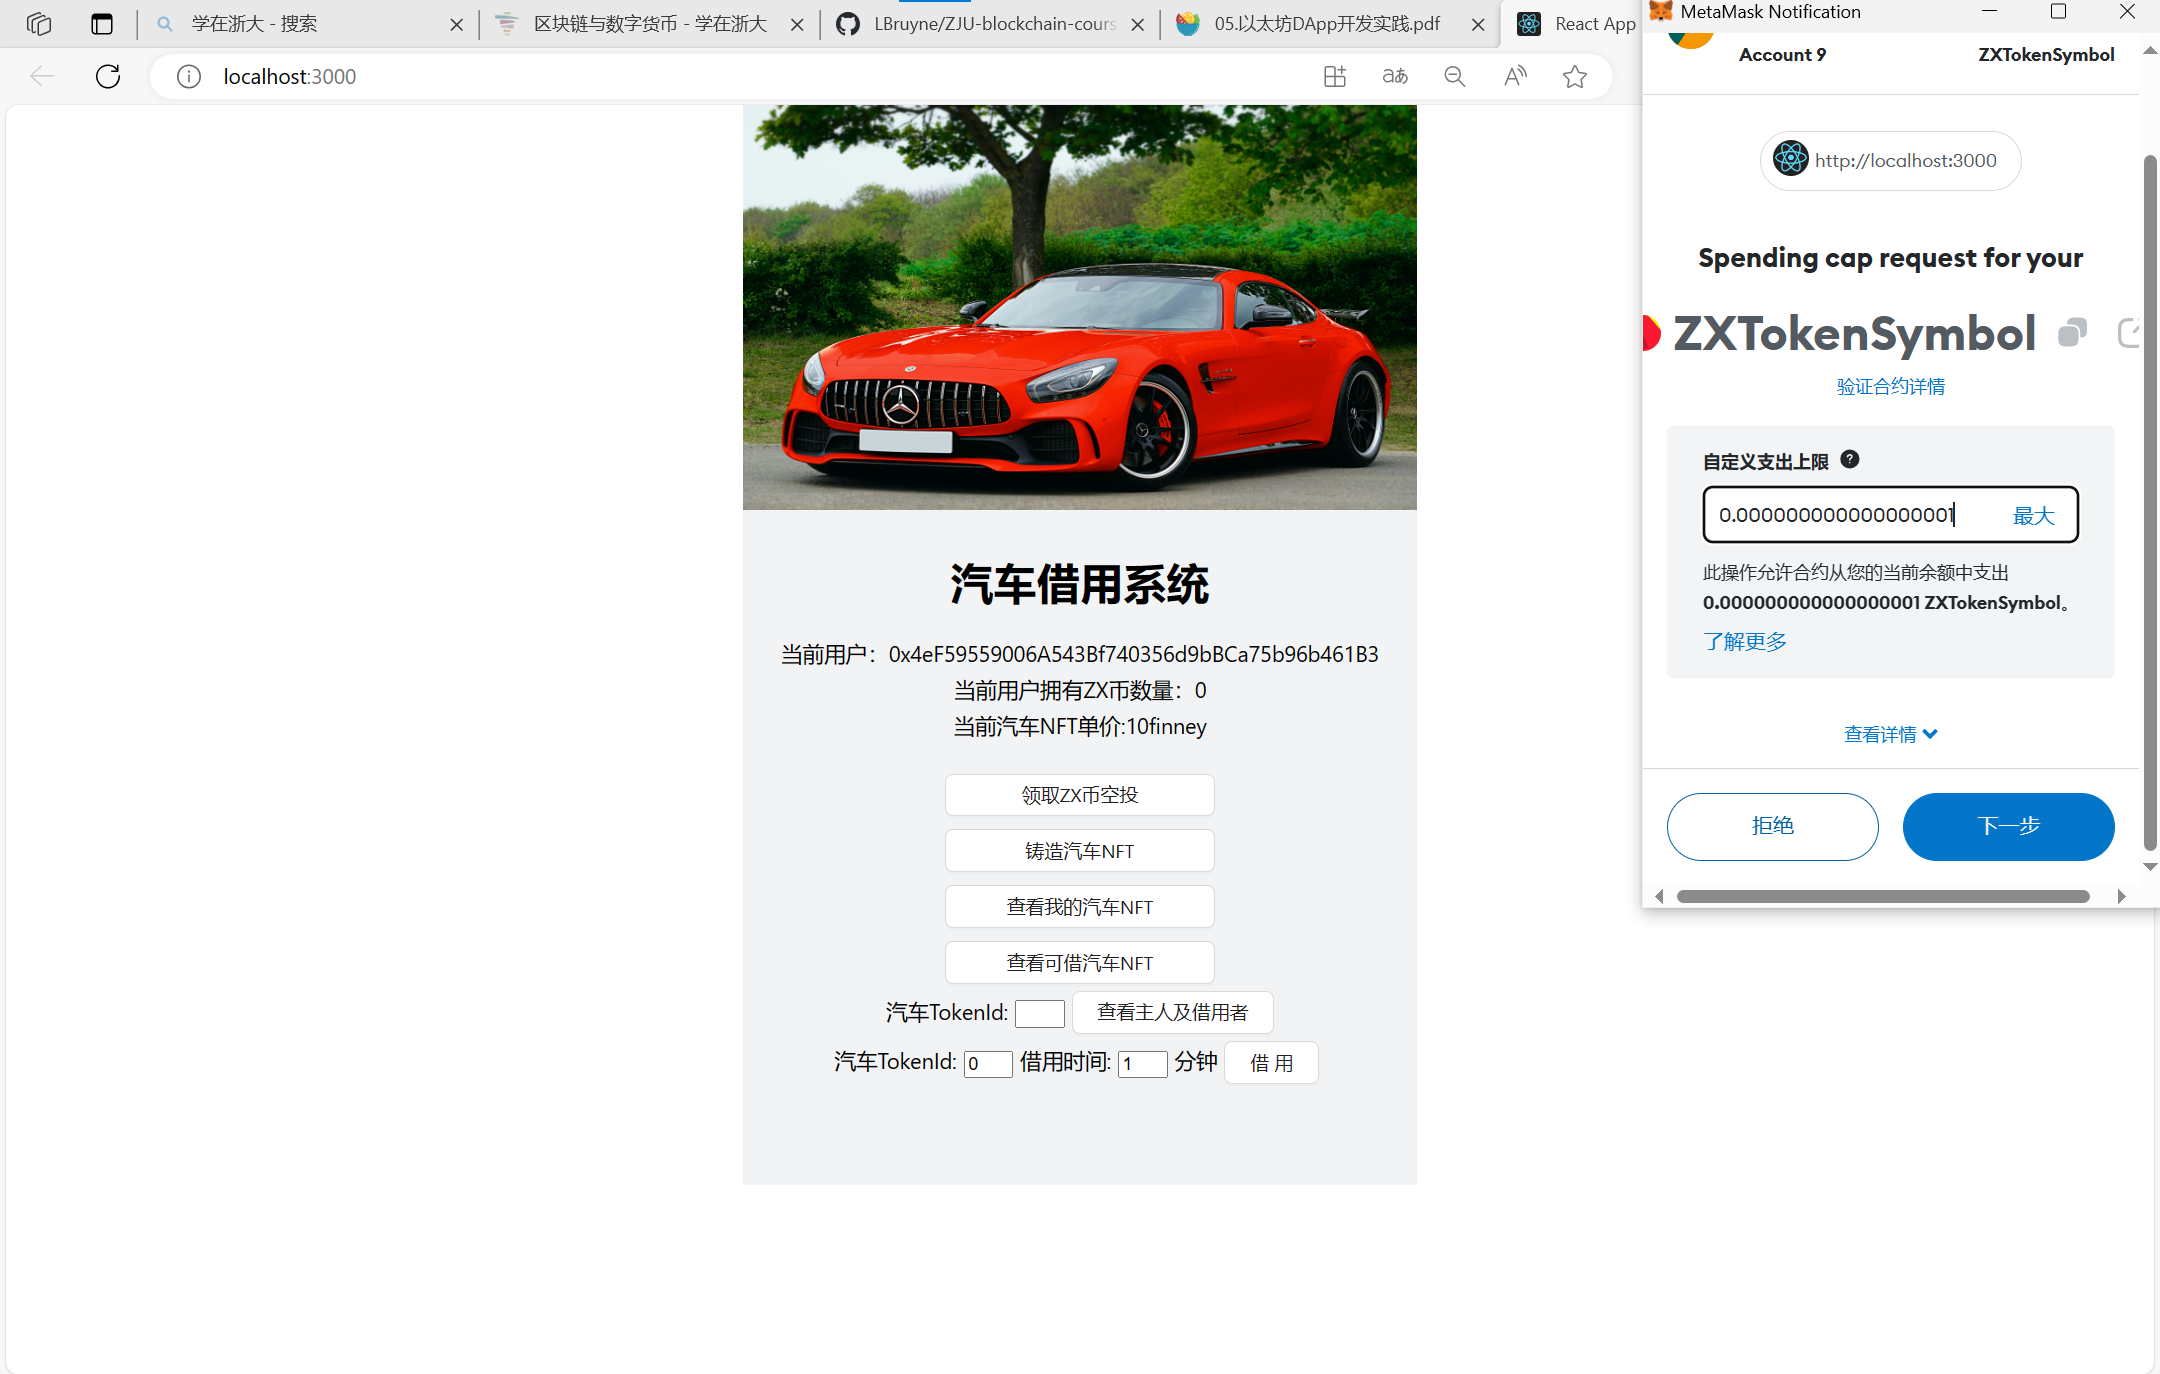 学在浙大 - 搜索
区块链与数字货币 - 学在浙大
LBruyne/ZJU-blockchain-cours
05.以太坊DApp开发实践.pdf
React App
localhost:3000
汽车借用系统
当前用户：0x4eF59559006A543Bf740356d9bBCa75b96b461B3
当前用户拥有ZX币数量：0
当前汽车NFT单价:10finney
领取ZX币空投
铸造汽车NFT
查看我的汽车NFT
查看可借汽车NFT
汽车TokenId: 查看主人及借用者
汽车TokenId: 0 借用时间: 1 分钟 借 用
MetaMask Notification
Account 9 ZXTokenSymbol
http://localhost:3000
Spending cap request for your
ZXTokenSymbol
验证合约详情
自定义支出上限
0.000000000000000001 最大
此操作允许合约从您的当前余额中支出
0.000000000000000001 ZXTokenSymbol。
了解更多
查看详情
拒绝 下一步